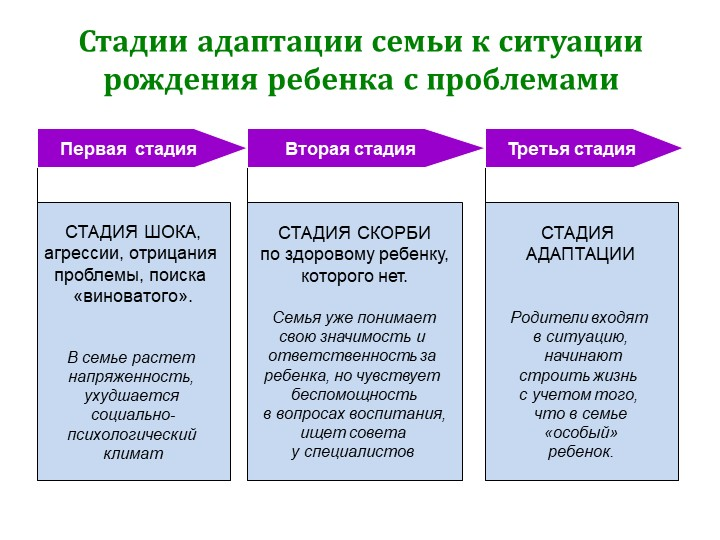 Стадии адаптации семьи к ситуации
рождения ребенка с проблемами
Первая стадия
Вторая стадия
Третья стадия
СТАДИЯ ШОКА,
агрессии, отрицания
проблемы, поиска
«виноватого».
В семье растет
напряженность,
ухудшается
социально-
психологический
климат
СТАДИЯ СКОРБИ
по здоровому ребенку,
которого нет.
Семья уже понимает
свою значимость и
ответственность за
ребенка, но чувствует
беспомощность
в вопросах воспитания,
ищет совета
у специалистов
СТАДИЯ
АДАПТАЦИИ
Родители входят
в ситуацию,
начинают
строить жизнь
с учетом того,
что в семье
«особый»
ребенок.